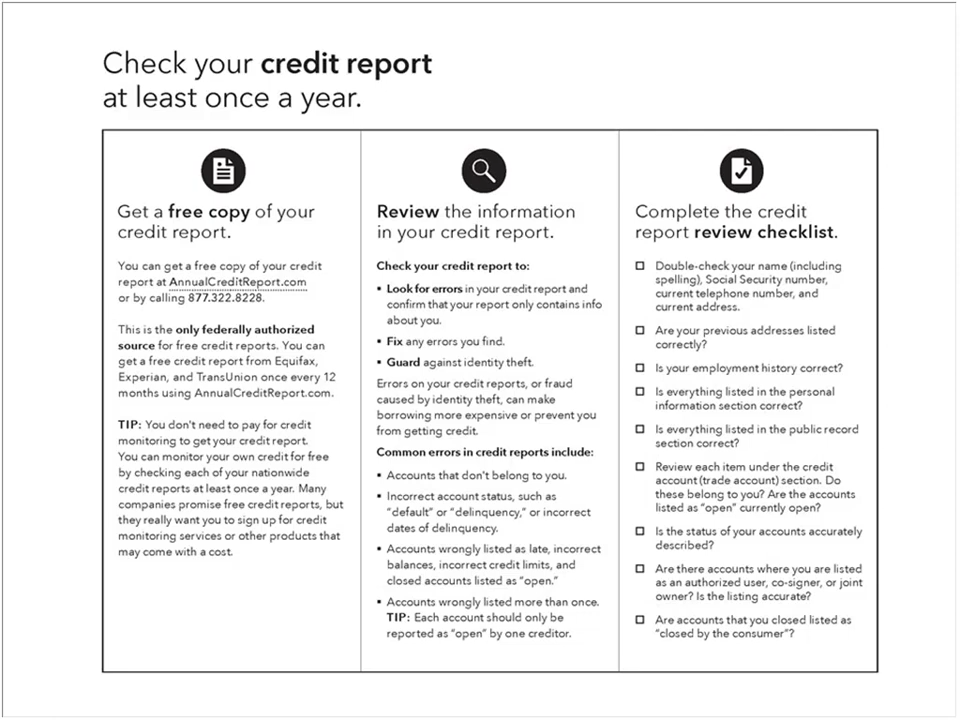 Check your credit report
at least once a year.
Get a free copy of your
credit report.
You can get a free copy of your credit
report at AnnualCreditReport.com
or by calling 877.322.8228.
This is the only federally authorized
source for free credit reports. You can
get a free credit report from Equifax,
Experian, and TransUnion once every 12
months using AnnualCreditReport.com.
TIP: You don't need to pay for credit
monitoring to get your credit report.
You can monitor your own credit for free
by checking each of your nationwide
credit reports at least once a year. Many
companies promise free credit reports, but
they really want you to sign up for credit
monitoring services or other products that
may come with a cost.
Review the information
in your credit report.
Check your credit report to:
▪ Look for errors in your credit report and
confirm that your report only contains info
about you.
▪ Fix any errors you find.
▪ Guard against identity theft.
Errors on your credit reports, or fraud
caused by identity theft, can make
borrowing more expensive or prevent you
from getting credit.
Common errors in credit reports include:
▪ Accounts that don't belong to you.
▪ Incorrect account status, such as
“default” or “delinquency,” or incorrect
dates of delinquency.
▪ Accounts wrongly listed as late, incorrect
balances, incorrect credit limits, and
closed accounts listed as “open.”
▪ Accounts wrongly listed more than once.
TIP: Each account should only be
reported as “open” by one creditor.
Complete the credit
report review checklist.
☐ Double-check your name (including
spelling), Social Security number,
current telephone number, and
current address.
☐ Are your previous addresses listed
correctly?
☐ Is your employment history correct?
☐ Is everything listed in the personal
information section correct?
☐ Is everything listed in the public record
section correct?
☐ Review each item under the credit
account (trade account) section. Do
these belong to you? Are the accounts
listed as “open” currently open?
☐ Is the status of your accounts accurately
described?
☐ Are there accounts where you are listed
as an authorized user, co-signer, or joint
owner? Is the listing accurate?
☐ Are accounts that you closed listed as
“closed by the consumer”?